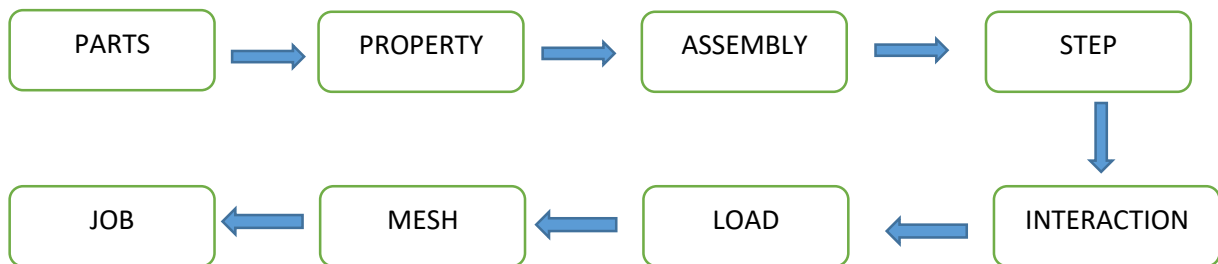 PARTS
PROPERTY
ASSEMBLY
STEP
INTERACTION
LOAD
MESH
JOB